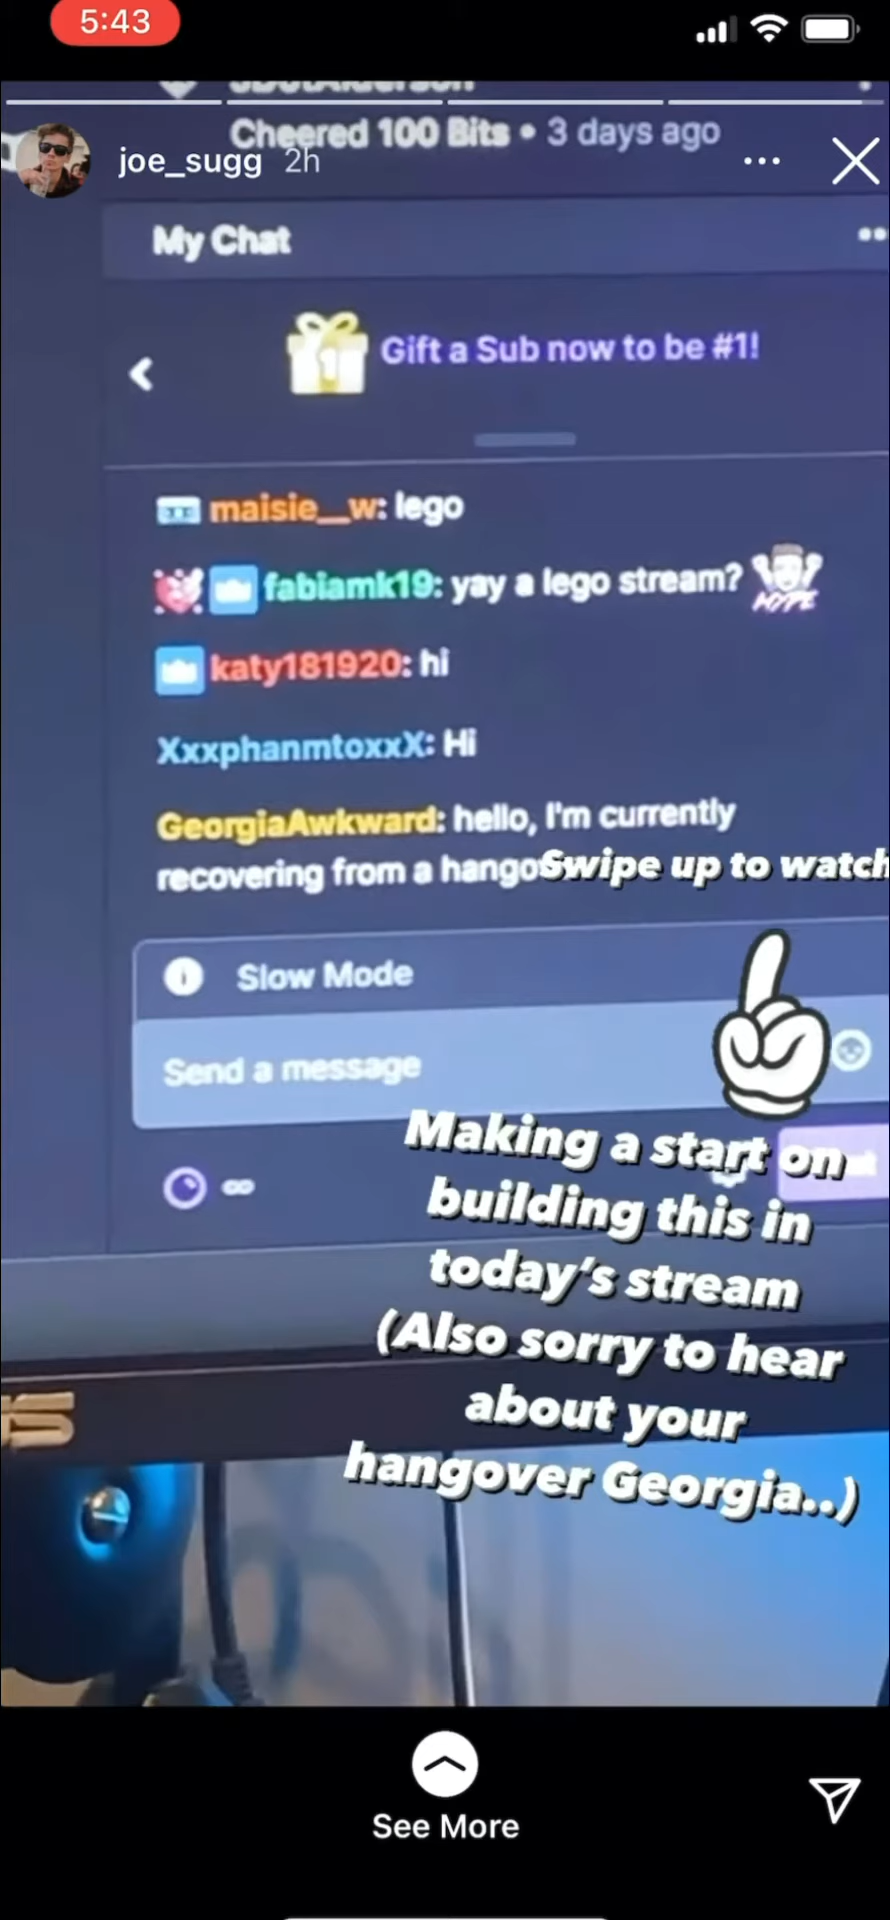 5:43
Cheered 100 Bits • 3 days ago
joe_sugg 2h
My Chat
1
Gift a Sub now to be #1!
maisie__w: lego
fabiamk19: yay a lego stream?
HYPE
katy181920: hi
XxxphanmtoxxX: Hi
GeorgiaAwkward: hello, I'm currently
recovering from a hango
Swipe up to watch
Slow Mode
Send a message
Making a start on
building this in
today's stream
(Also sorry to hear
about your
hangover Georgia..)
See More